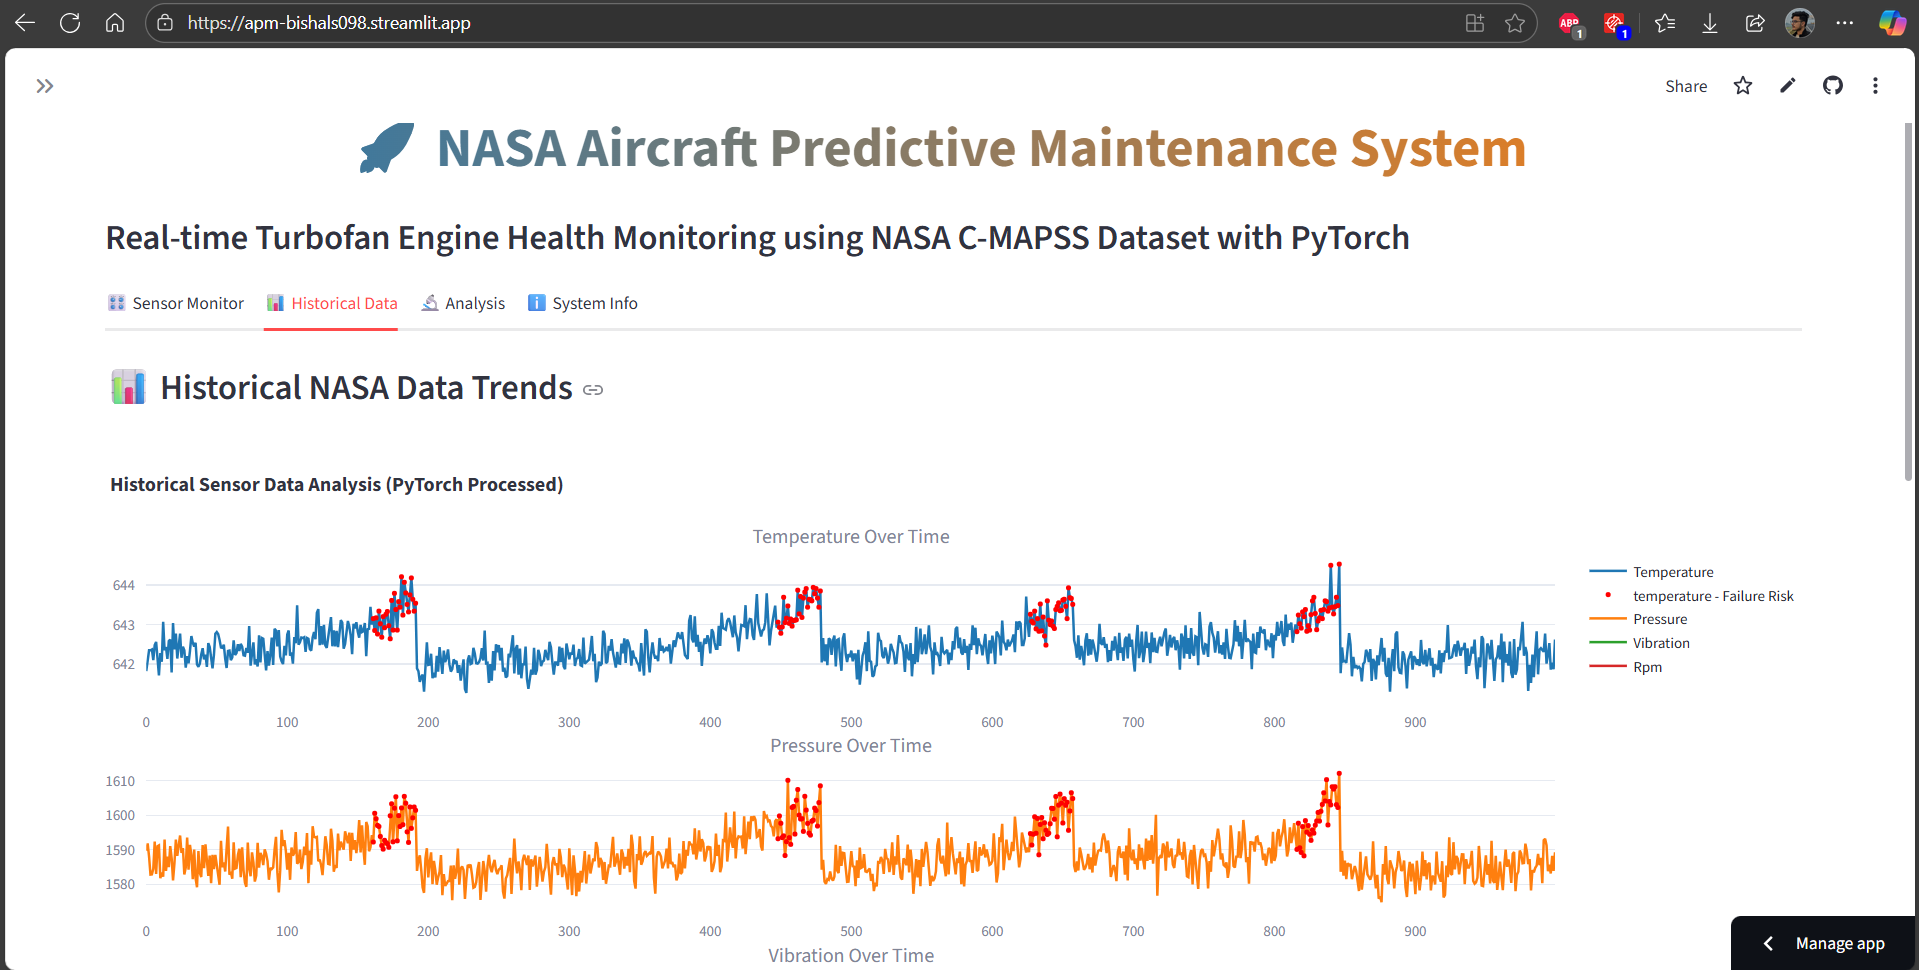 https://apm-bishals098.streamlit.app
ABP
1
1
Share
NASA Aircraft Predictive Maintenance System
Real-time Turbofan Engine Health Monitoring using NASA C-MAPSS Dataset with PyTorch
Sensor Monitor
Historical Data
Analysis
System Info
Historical NASA Data Trends
Historical Sensor Data Analysis (PyTorch Processed)
Temperature Over Time
644
643
642
0 100 200 300 400 500 600 700 800 900
Temperature
temperature - Failure Risk
Pressure
Vibration
Rpm
Pressure Over Time
1610
1600
1590
1580
0 100 200 300 400 500 600 700 800 900
Vibration Over Time
Manage app